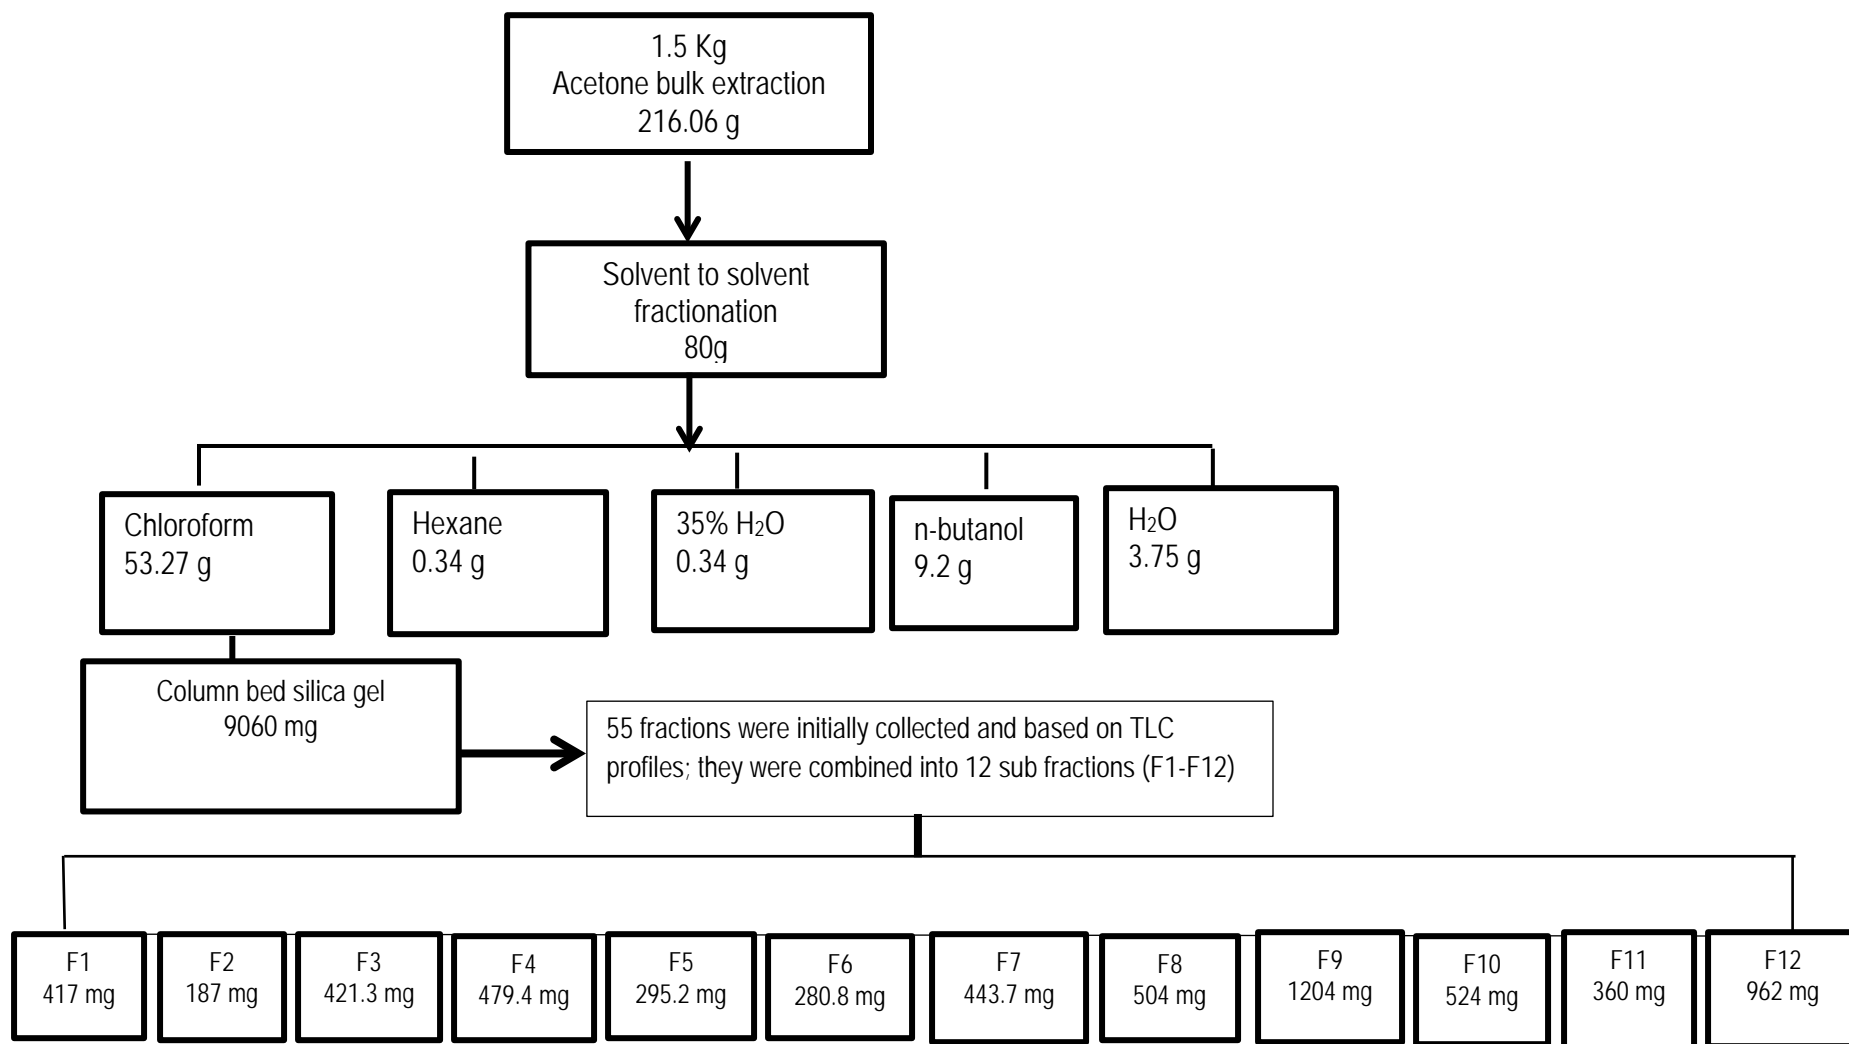 1.5 Kg
Acetone bulk extraction
216.06 g
Solvent to solvent
fractionation
80g
Chloroform
53.27 g
Hexane
0.34 g
35% H₂O
0.34 g
n-butanol
9.2 g
H₂O
3.75 g
Column bed silica gel
9060 mg
55 fractions were initially collected and based on TLC
profiles; they were combined into 12 sub fractions (F1-F12)
F1
417 mg
F2
187 mg
F3
421.3 mg
F4
479.4 mg
F5
295.2 mg
F6
280.8 mg
F7
443.7 mg
F8
504 mg
F9
1204 mg
F10
524 mg
F11
360 mg
F12
962 mg